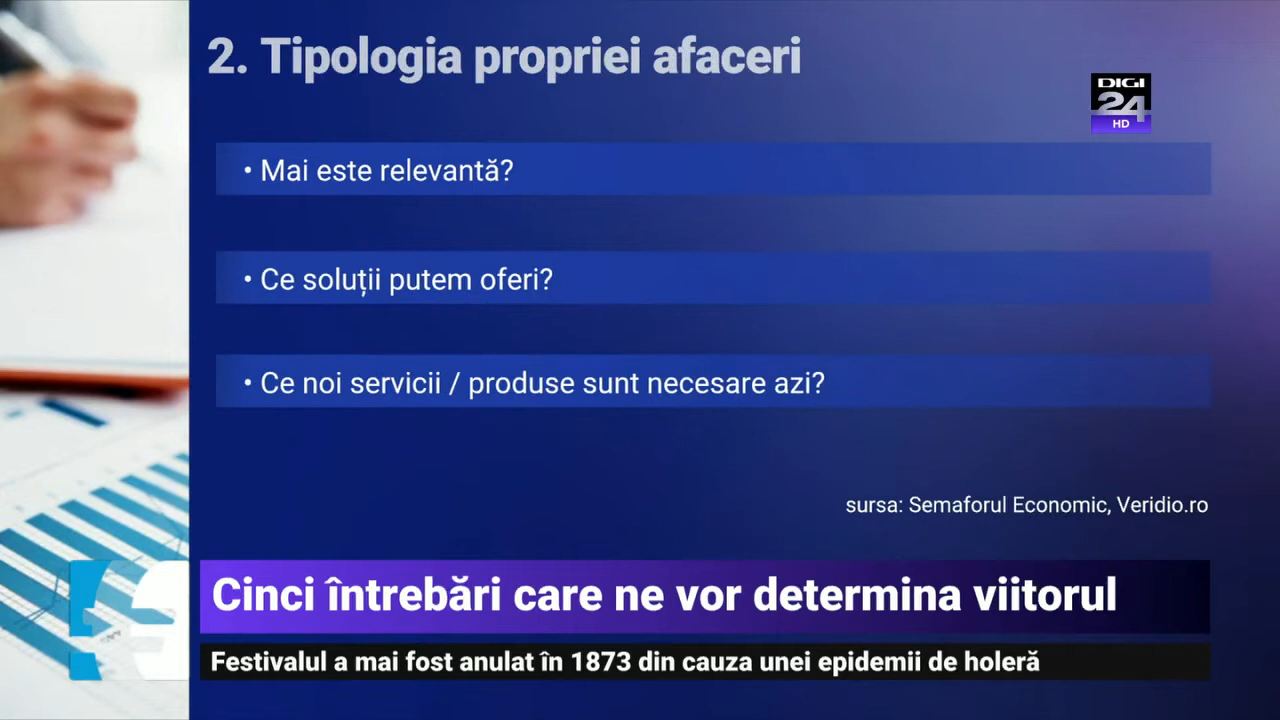 2. Tipologia propriei afaceri
DIGI
24
HD
• Mai este relevantă?
• Ce soluții putem oferi?
• Ce noi servicii / produse sunt necesare azi?
sursa: Semaforul Economic, Veridio.ro
Cinci întrebări care ne vor determina viitorul
Festivalul a mai fost anulat în 1873 din cauza unei epidemii de holeră